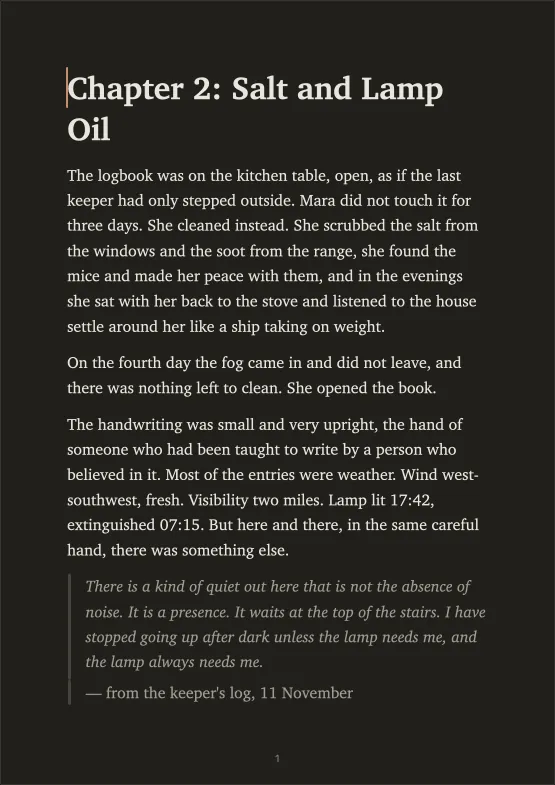 Chapter 2: Salt and Lamp
Oil
The logbook was on the kitchen table, open, as if the last
keeper had only stepped outside. Mara did not touch it for
three days. She cleaned instead. She scrubbed the salt from
the windows and the soot from the range, she found the
mice and made her peace with them, and in the evenings
she sat with her back to the stove and listened to the house
settle around her like a ship taking on weight.
On the fourth day the fog came in and did not leave, and
there was nothing left to clean. She opened the book.
The handwriting was small and very upright, the hand of
someone who had been taught to write by a person who
believed in it. Most of the entries were weather. Wind west-
southwest, fresh. Visibility two miles. Lamp lit 17:42,
extinguished 07:15. But here and there, in the same careful
hand, there was something else.
There is a kind of quiet out here that is not the absence of
noise. It is a presence. It waits at the top of the stairs. I have
stopped going up after dark unless the lamp needs me, and
the lamp always needs me.
— from the keeper's log, 11 November
1